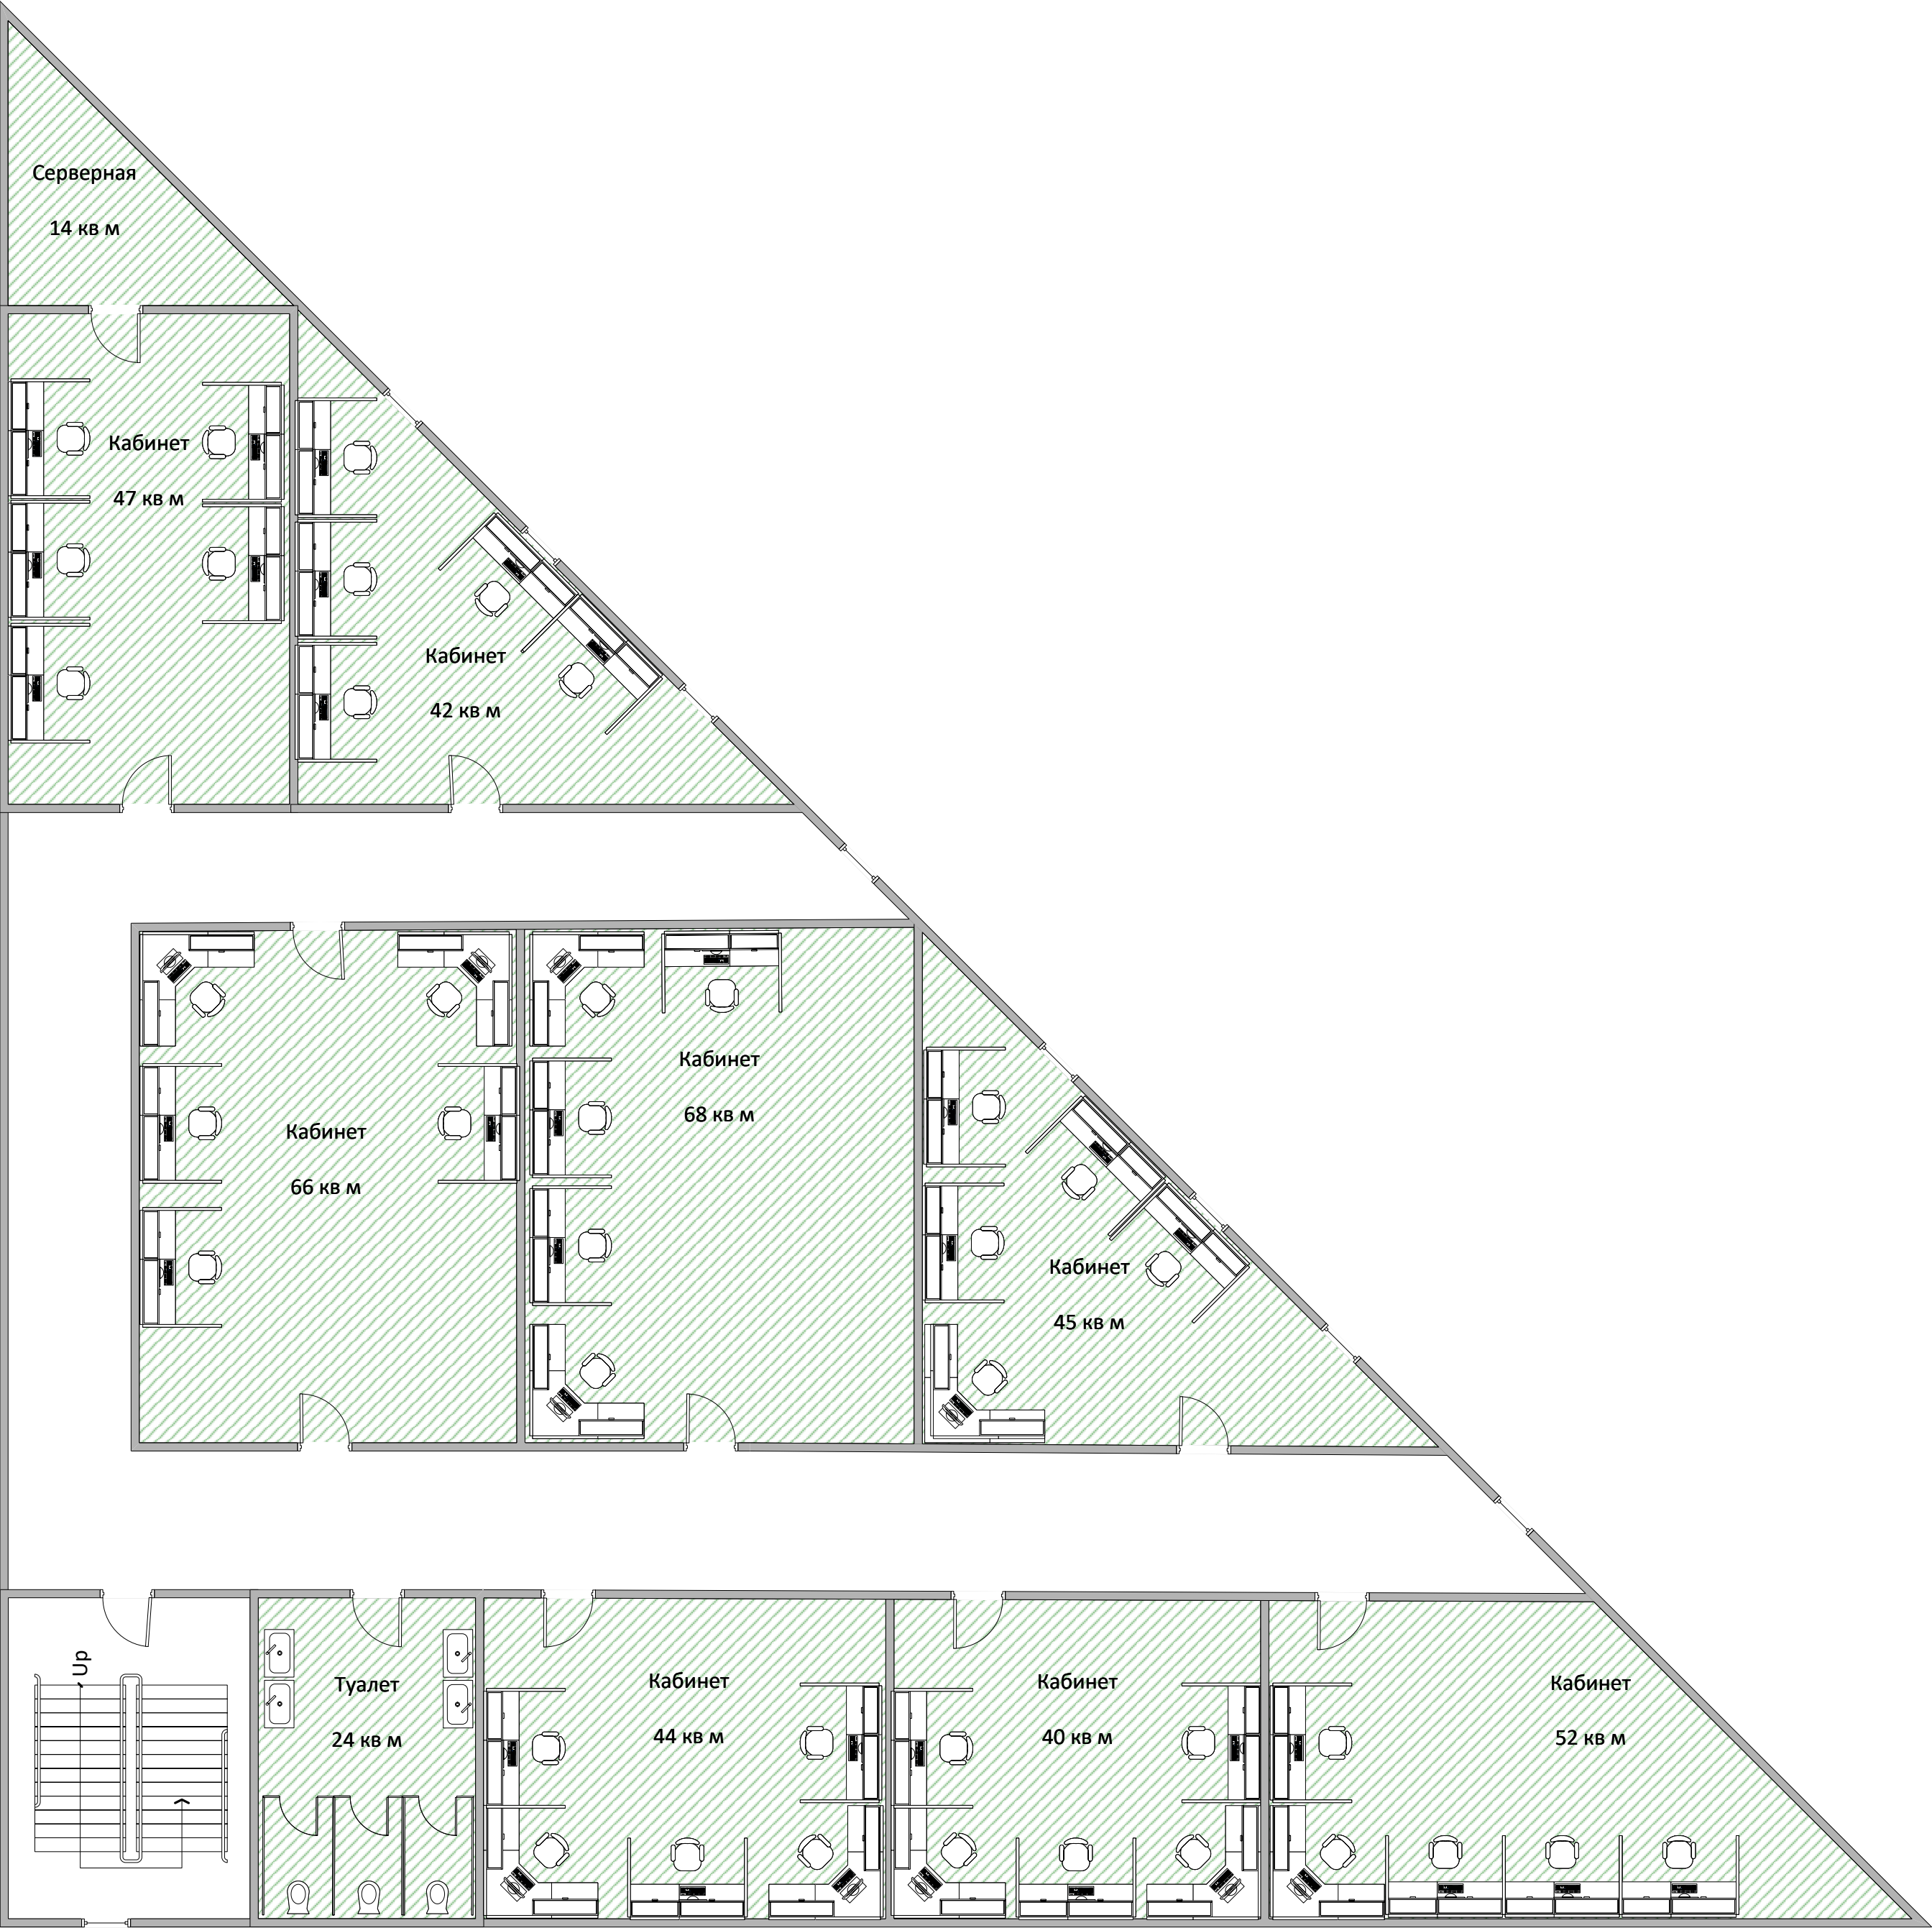 Серверная
14 кв м
Кабинет
47 кв м
Кабинет
42 кв м
Кабинет
68 кв м
Кабинет
66 кв м
Кабинет
45 кв м
Up
Туалет
24 кв м
Кабинет
44 кв м
Кабинет
40 кв м
Кабинет
52 кв м